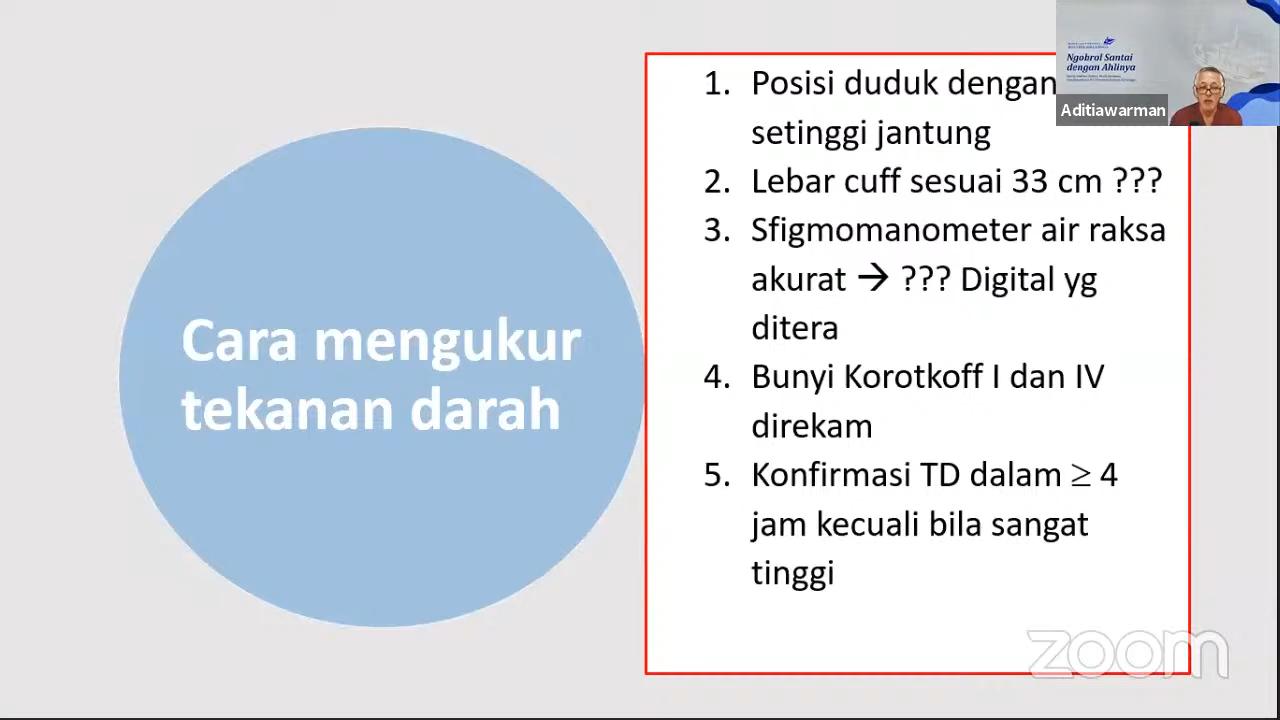 Cara mengukur
tekanan darah
1. Posisi duduk dengan
setinggi jantung
2. Lebar cuff sesuai 33 cm ???
3. Sfigmomanometer air raksa
akurat → ??? Digital yg
ditera
4. Bunyi Korotkoff I dan IV
direkam
5. Konfirmasi TD dalam ≥ 4
jam kecuali bila sangat
tinggi
Ngobrol Santai
dengan Ahlinya
Aditiawarman
zoom